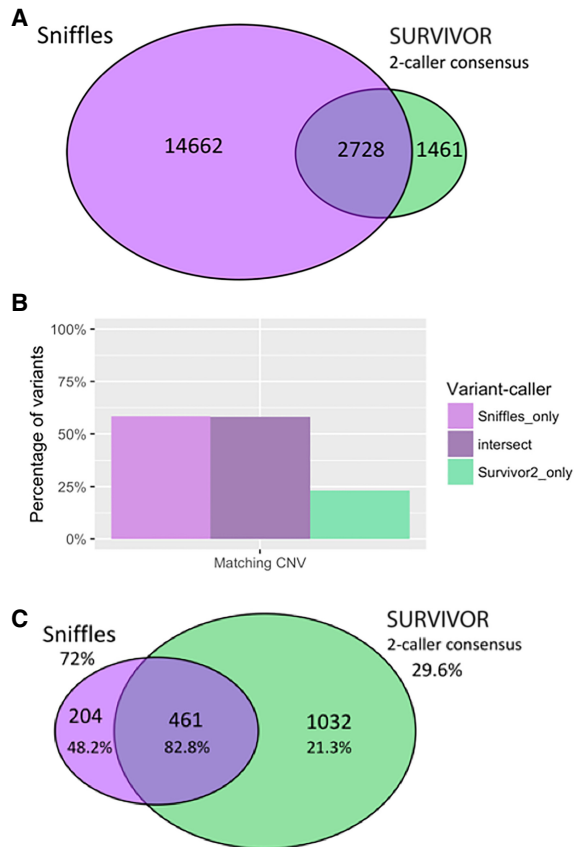 A
Sniffles
SURVIVOR
2-caller consensus
14662
2728
1461
B
100%
75%
50%
25%
0%
Percentage of variants
Matching CNV
Variant-caller
Sniffles_only
intersect
Survivor2_only
C
Sniffles
72%
SURVIVOR
2-caller consensus
29.6%
204
48.2%
461
82.8%
1032
21.3%